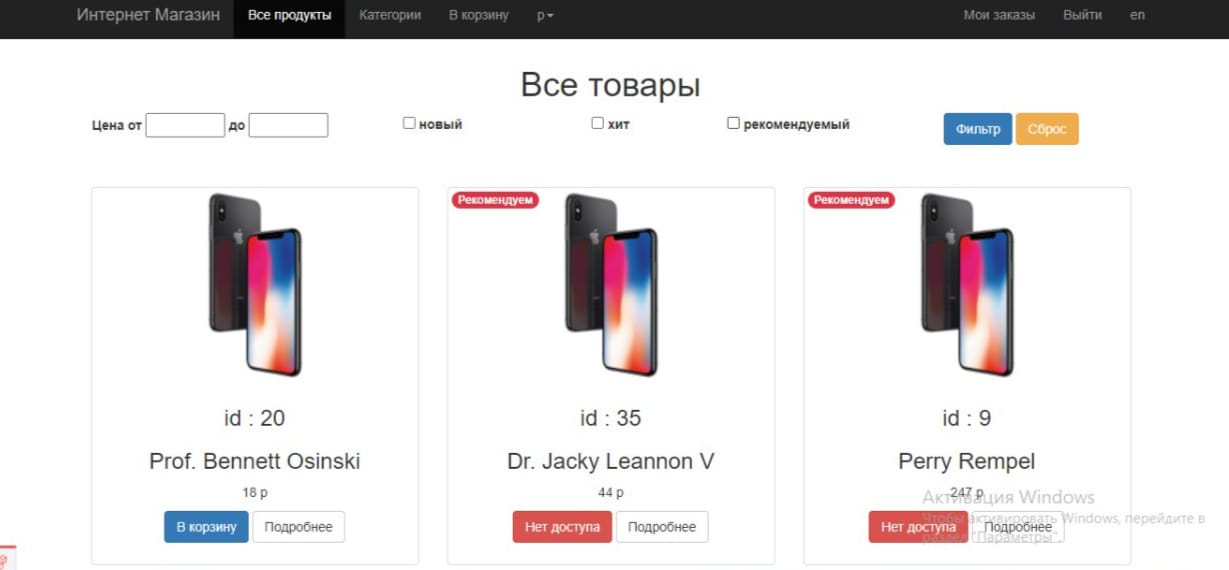 Интернет Магазин Все продукты Категории В корзину р Мои заказы Выйти en
Все товары
Цена от до новый хит рекомендуемый Фильтр Сброс
Рекомендуем Рекомендуем
id : 20 id : 35 id : 9
Prof. Bennett Osinski Dr. Jacky Leannon V Perry Rempel
18 р 44 р 247 р
Активация Windows
В корзину Подробнее Нет доступа Подробнее Нет доступа Подробнее
Чтобы активировать Windows, перейдите в
раздел "Параметры".